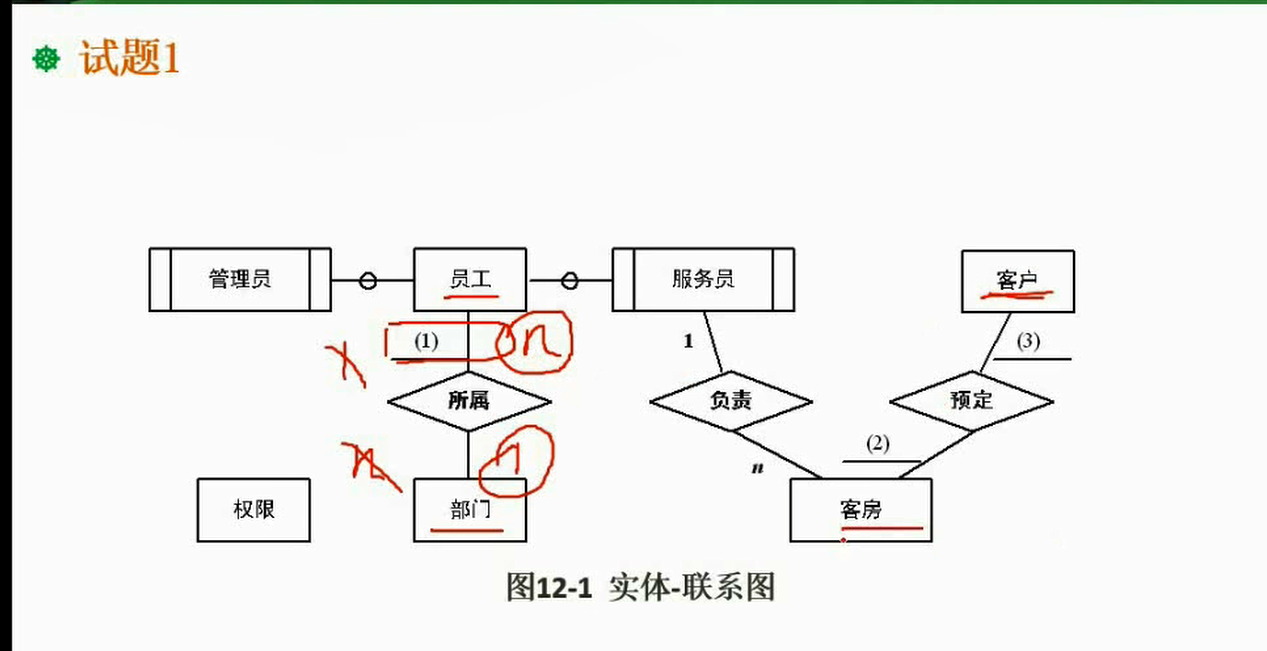 试题1
管理员 员工 服务员 客户
(1) n 1 (3)
所属 负责 预定
(2)
n
权限 部门 客房
图12-1 实体-联系图